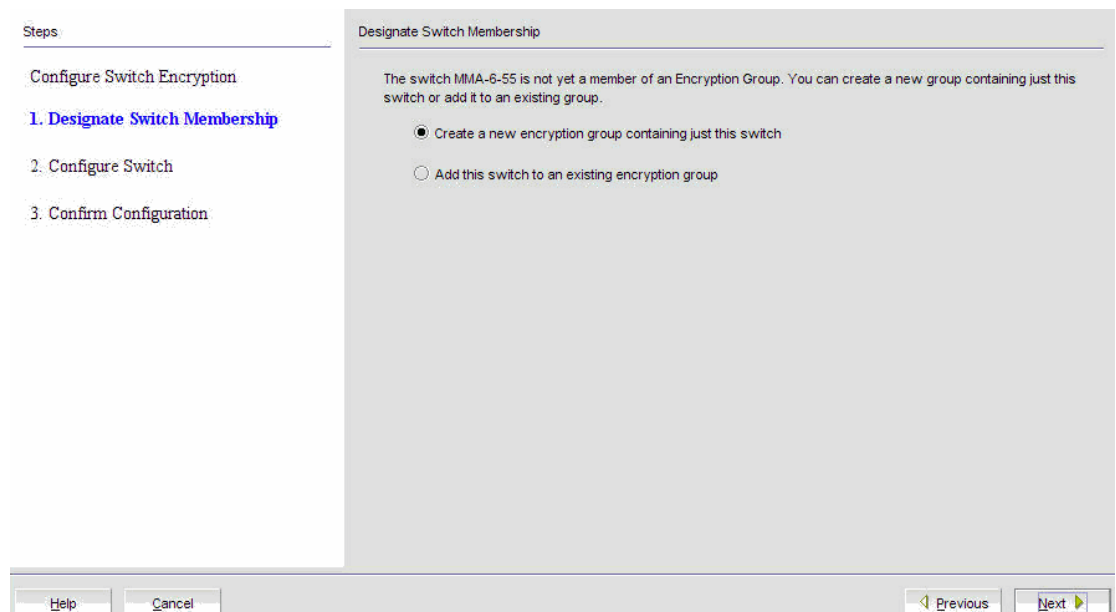 Steps
Configure Switch Encryption
1. Designate Switch Membership
2. Configure Switch
3. Confirm Configuration
Designate Switch Membership
The switch MMA-6-55 is not yet a member of an Encryption Group. You can create a new group containing just this
switch or add it to an existing group.
Create a new encryption group containing just this switch
Add this switch to an existing encryption group
Help
Cancel
Previous
Next